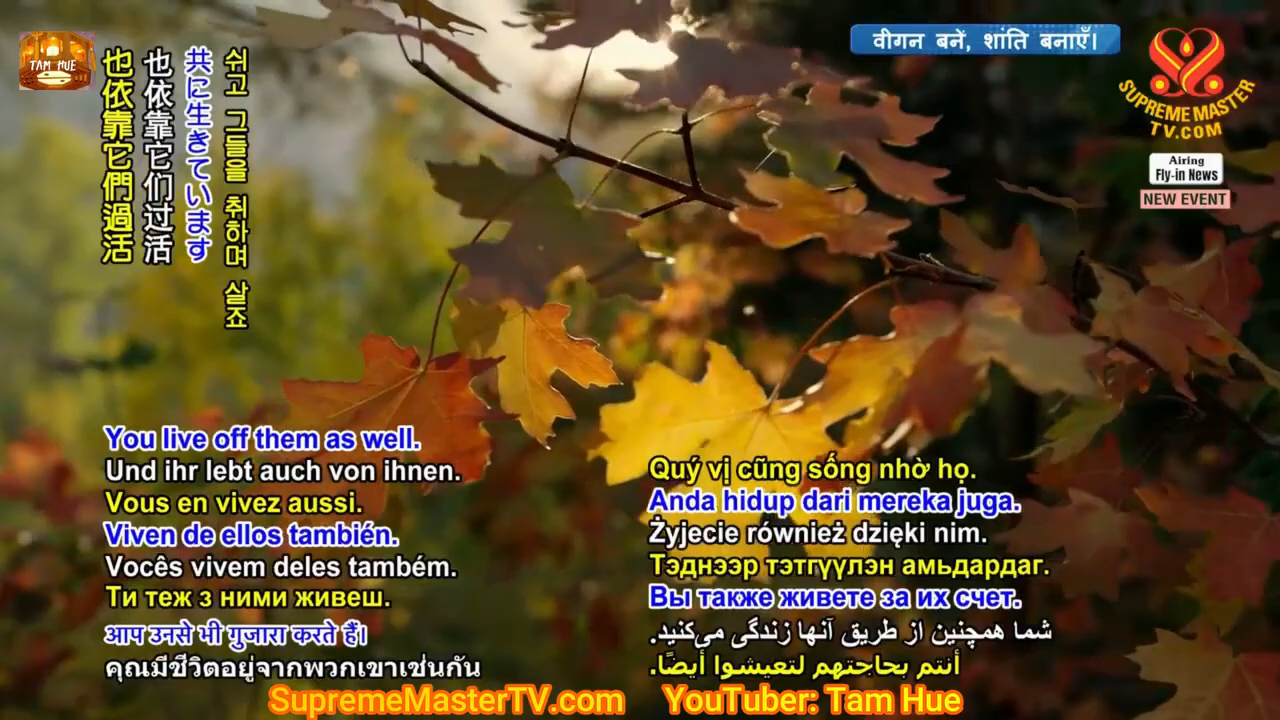 TAM HUE
वीगन बनें, शांति बनाएँ।
SUPREME MASTER
TV.COM
Airing
Fly-in News
NEW EVENT
쉬고 그들을 취하며 살죠
共に生きています
也依靠它们过活
也依靠它們過活
You live off them as well.
Und ihr lebt auch von ihnen.
Vous en vivez aussi.
Viven de ellos también.
Vocês vivem deles também.
Ти теж з ними живеш.
आप उनसे भी गुजारा करते हैं।
คุณมีชีวิตอยู่จากพวกเขาเช่นกัน
Quý vị cũng sống nhờ họ.
Anda hidup dari mereka juga.
Żyjecie również dzięki nim.
Тэднээр тэтгүүлэн амьдардаг.
Вы также живете за их счет.
شما همچنین از طریق آنها زندگی می‌کنید.
أنتم بحاجتهم لتعيشوا أيضًا.
SupremeMasterTV.com YouTuber: Tam Hue